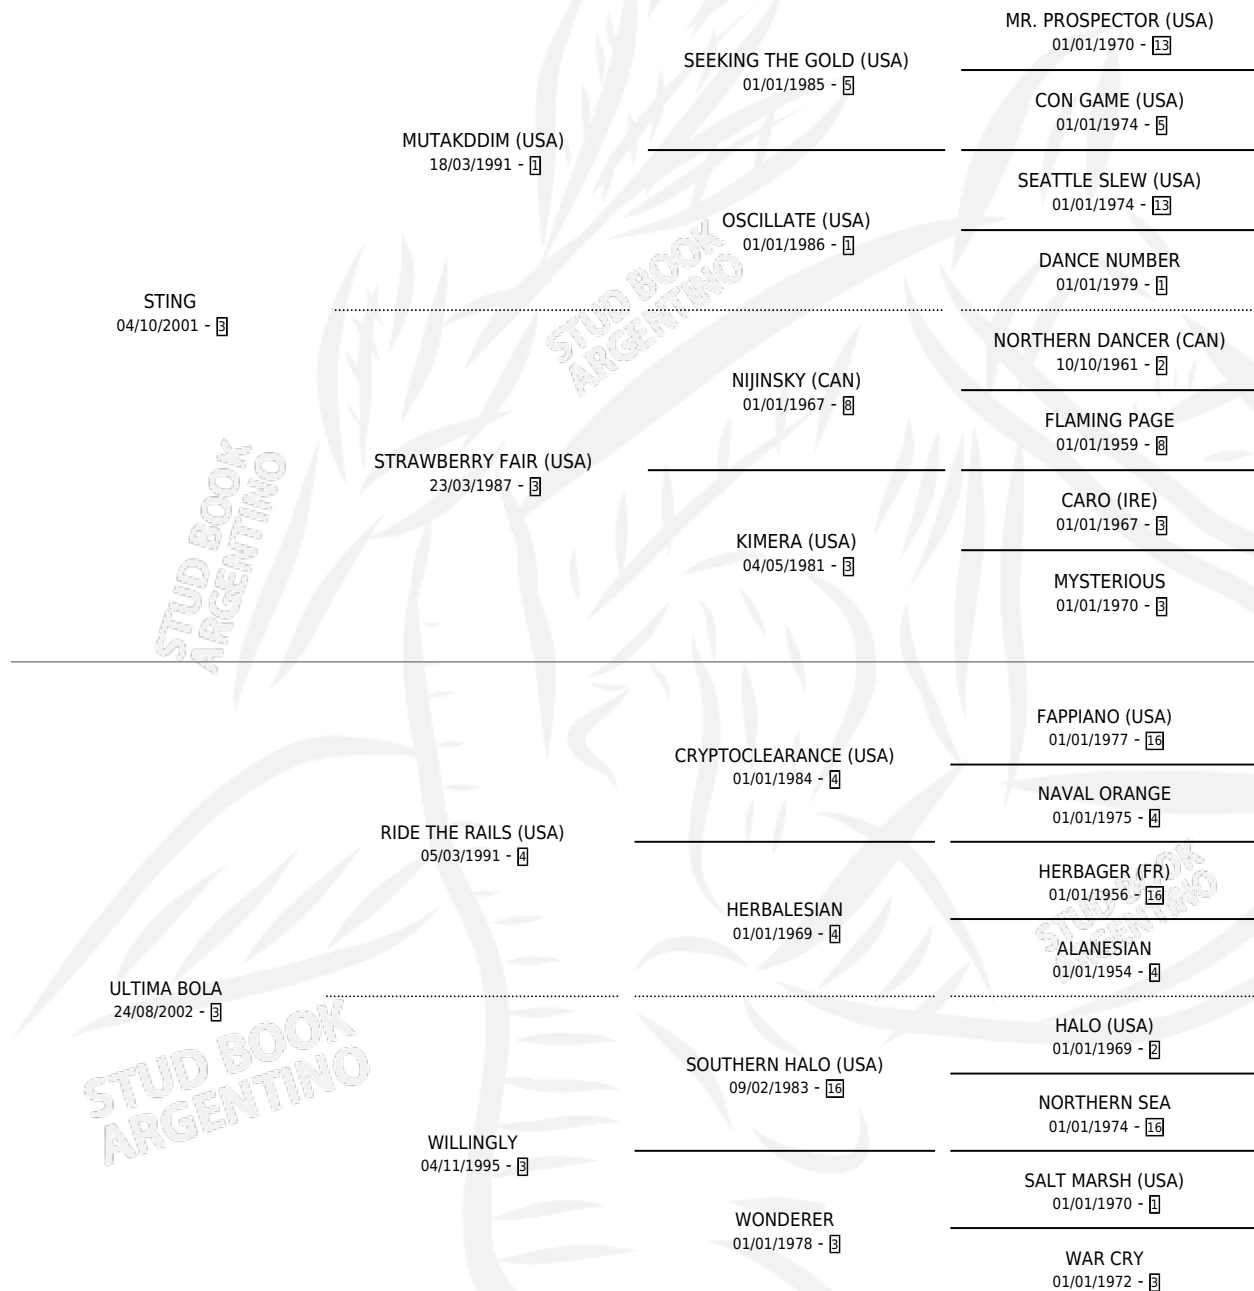 MR. PROSPECTOR (USA)
01/01/1970 - 13
SEEKING THE GOLD (USA)
01/01/1985 - 5
CON GAME (USA)
01/01/1974 - 5
MUTAKDDIM (USA)
18/03/1991 - 1
SEATTLE SLEW (USA)
01/01/1974 - 13
OSCILLATE (USA)
01/01/1986 - 1
DANCE NUMBER
01/01/1979 - 1
STING
04/10/2001 - 3
NORTHERN DANCER (CAN)
10/10/1961 - 2
NIJINSKY (CAN)
01/01/1967 - 8
FLAMING PAGE
01/01/1959 - 8
STRAWBERRY FAIR (USA)
23/03/1987 - 3
CARO (IRE)
01/01/1967 - 3
KIMERA (USA)
04/05/1981 - 3
MYSTERIOUS
01/01/1970 - 3
STUD BOOK
ARGENTINO
STUD BOOK
ARGENTINO
FAPPIANO (USA)
01/01/1977 - 16
CRYPTOCLEARANCE (USA)
01/01/1984 - 4
NAVAL ORANGE
01/01/1975 - 4
RIDE THE RAILS (USA)
05/03/1991 - 4
HERBAGER (FR)
01/01/1956 - 16
HERBALESIAN
01/01/1969 - 4
ALANESIAN
01/01/1954 - 4
ULTIMA BOLA
24/08/2002 - 3
HALO (USA)
01/01/1969 - 2
SOUTHERN HALO (USA)
09/02/1983 - 16
NORTHERN SEA
01/01/1974 - 16
WILLINGLY
04/11/1995 - 3
SALT MARSH (USA)
01/01/1970 - 1
WONDERER
01/01/1978 - 3
WAR CRY
01/01/1972 - 3
STUD BOOK
ARGENTINO
STUD BOOK
ARGENTINO